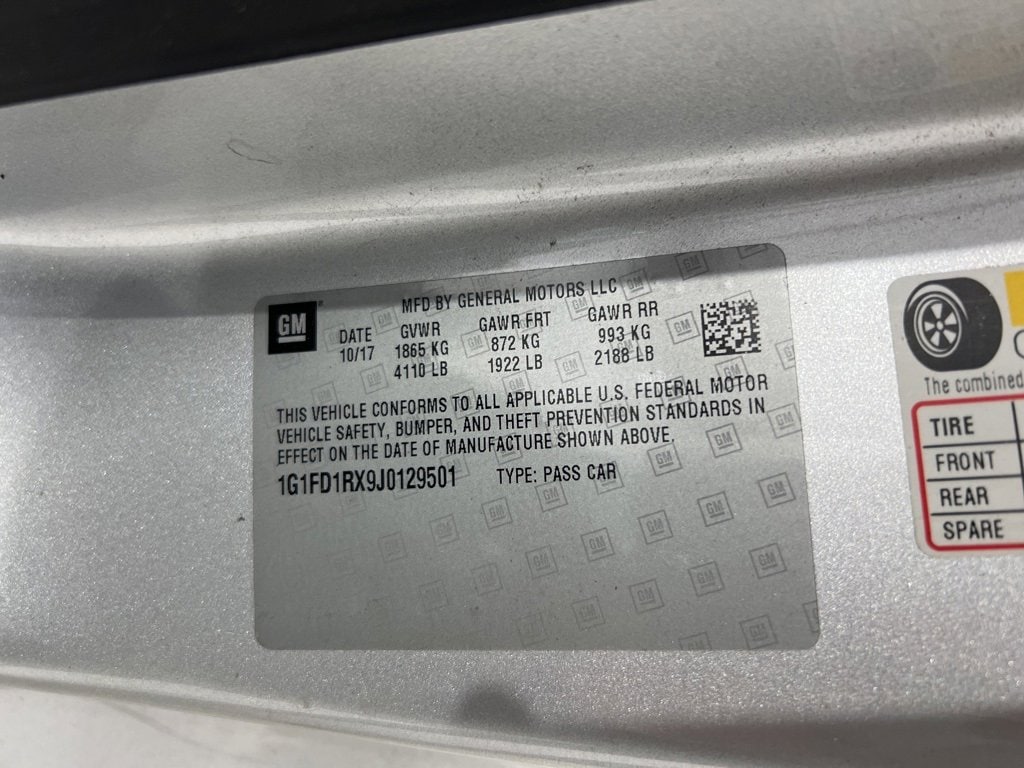 GM
MFD BY GENERAL MOTORS LLC
DATE GVWR GAWR FRT GAWR RR
10/17 1865 KG 872 KG 993 KG
4110 LB 1922 LB 2188 LB
THIS VEHICLE CONFORMS TO ALL APPLICABLE U.S. FEDERAL MOTOR
VEHICLE SAFETY, BUMPER, AND THEFT PREVENTION STANDARDS IN
EFFECT ON THE DATE OF MANUFACTURE SHOWN ABOVE.
1G1FD1RX9J0129501 TYPE: PASS CAR
The combined
TIRE
FRONT
REAR
SPARE